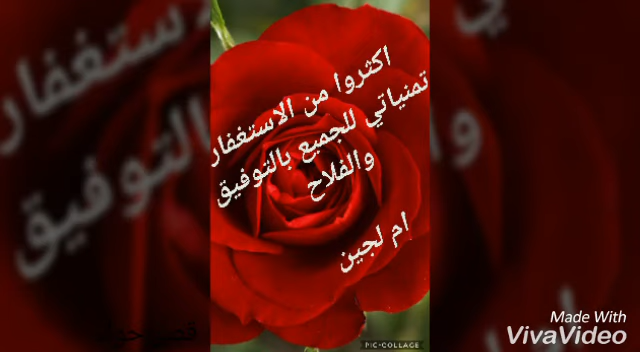 اكثروا من الاستغفار
تمنياتي للجميع بالتوفيق
والفلاح
ام لجين
PIC-COLLAGE
Made With
VivaVideo